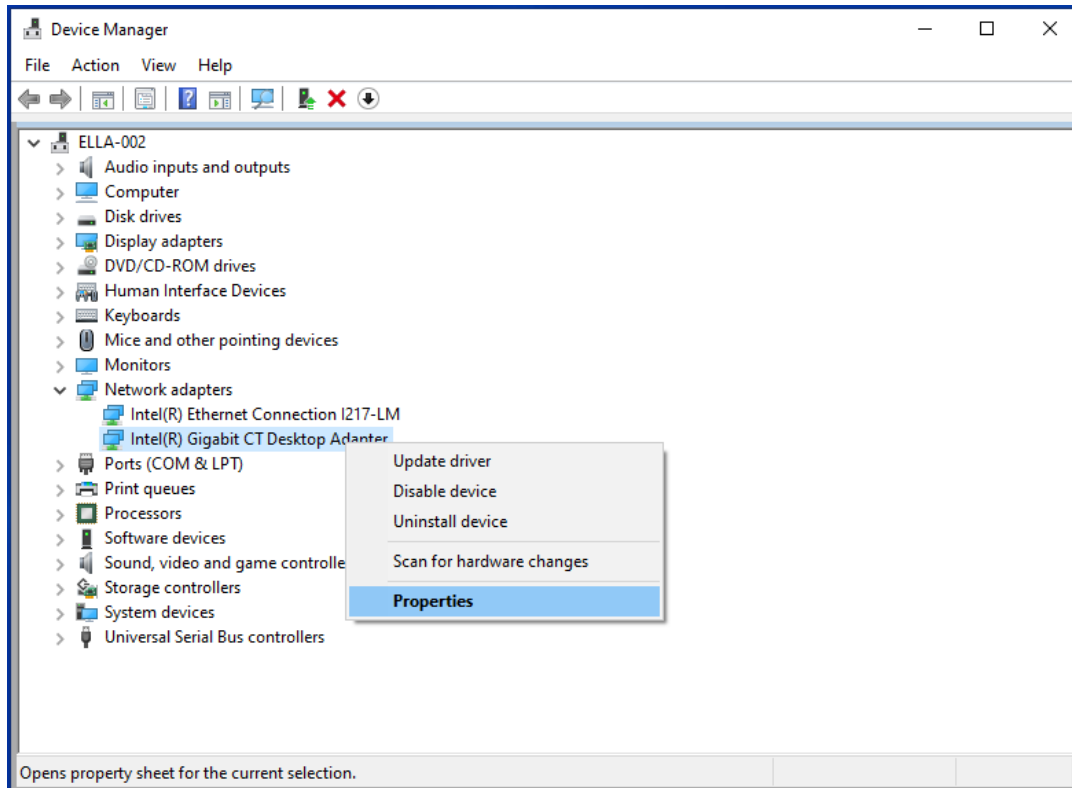 Device Manager
File Action View Help
ELLA-002
Audio inputs and outputs
Computer
Disk drives
Display adapters
DVD/CD-ROM drives
Human Interface Devices
Keyboards
Mice and other pointing devices
Monitors
Network adapters
Intel(R) Ethernet Connection I217-LM
Intel(R) Gigabit CT Desktop Adapter
Ports (COM & LPT)
Print queues
Processors
Software devices
Sound, video and game controlle
Storage controllers
System devices
Universal Serial Bus controllers
Update driver
Disable device
Uninstall device
Scan for hardware changes
Properties
Opens property sheet for the current selection.